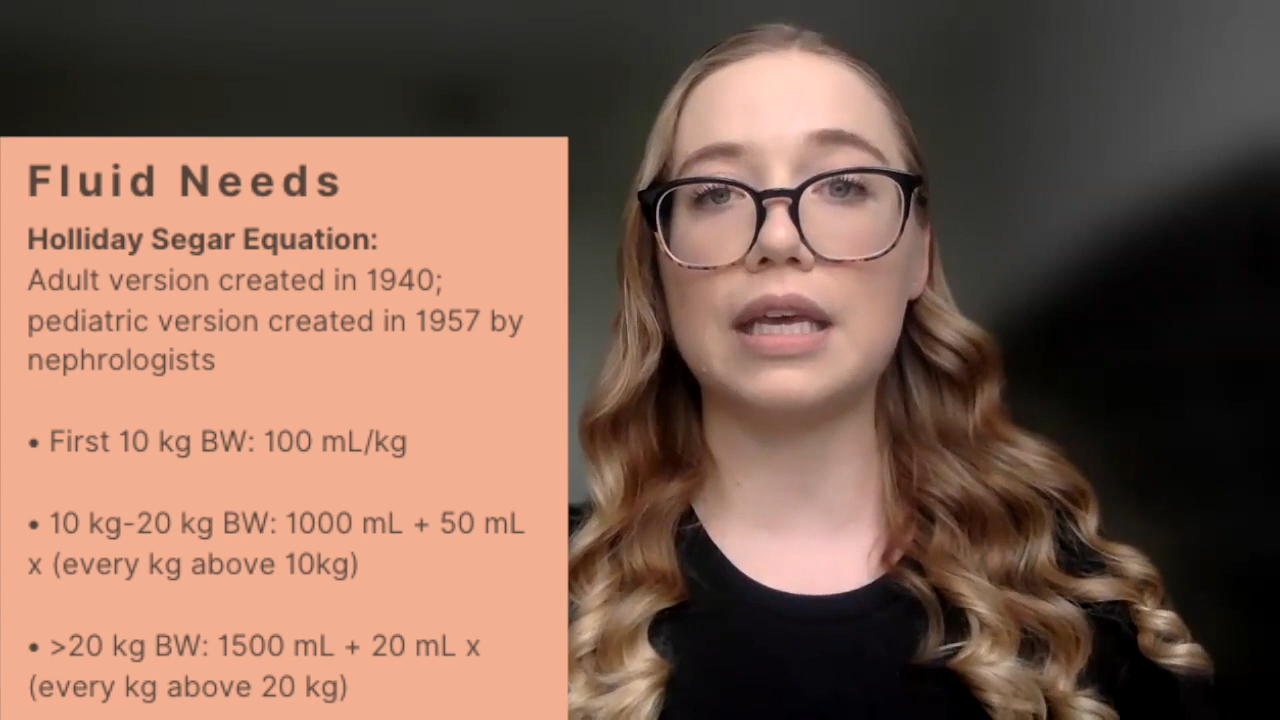 Fluid Needs
Holliday Segar Equation:
Adult version created in 1940;
pediatric version created in 1957 by
nephrologists
• First 10 kg BW: 100 mL/kg
• 10 kg-20 kg BW: 1000 mL + 50 mL
x (every kg above 10kg)
• >20 kg BW: 1500 mL + 20 mL x
(every kg above 20 kg)